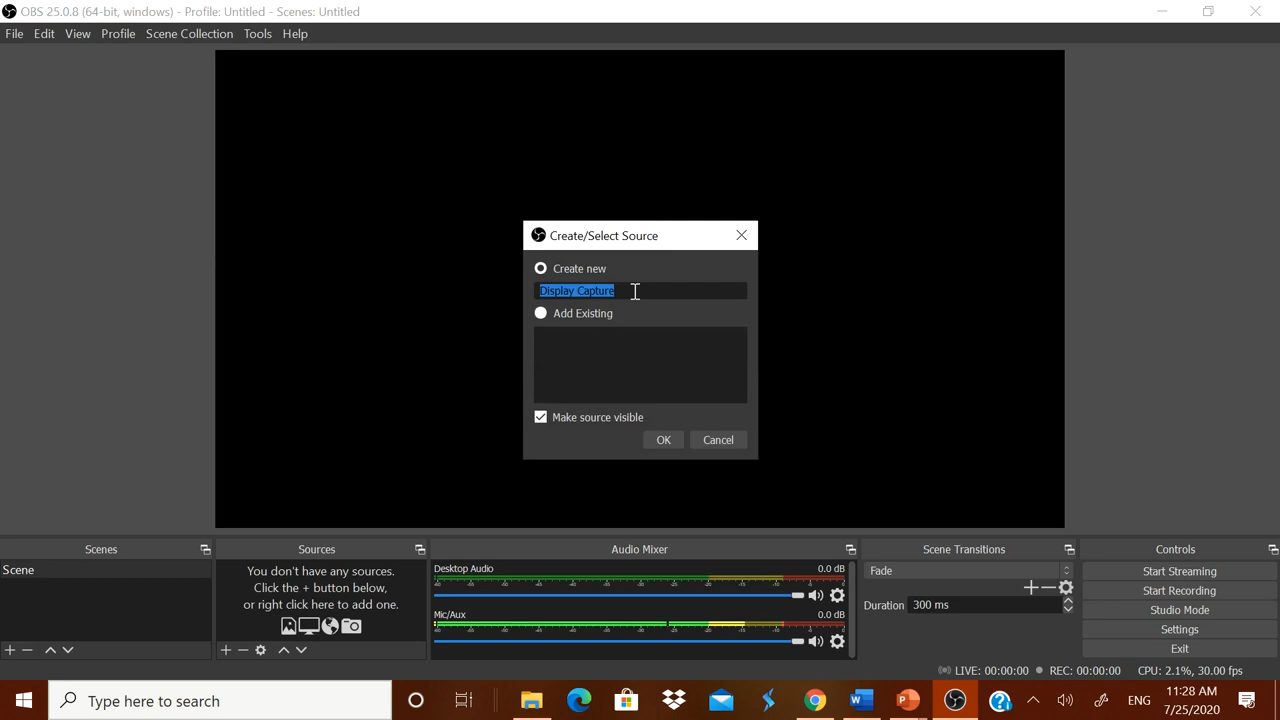 OBS 25.0.8 (64-bit, windows) - Profile: Untitled - Scenes: Untitled
File Edit View Profile Scene Collection Tools Help
Create/Select Source
Create new
Display Capture
Add Existing
Make source visible
OK Cancel
Scenes
Scene
Sources
You don't have any sources.
Click the + button below,
or right click here to add one.
Audio Mixer
Desktop Audio 0.0 dB
Mic/Aux 0.0 dB
Scene Transitions
Fade
Duration 300 ms
Controls
Start Streaming
Start Recording
Studio Mode
Settings
Exit
LIVE: 00:00:00 REC: 00:00:00 CPU: 2.1%, 30.00 fps
Type here to search
ENG
11:28 AM
7/25/2020